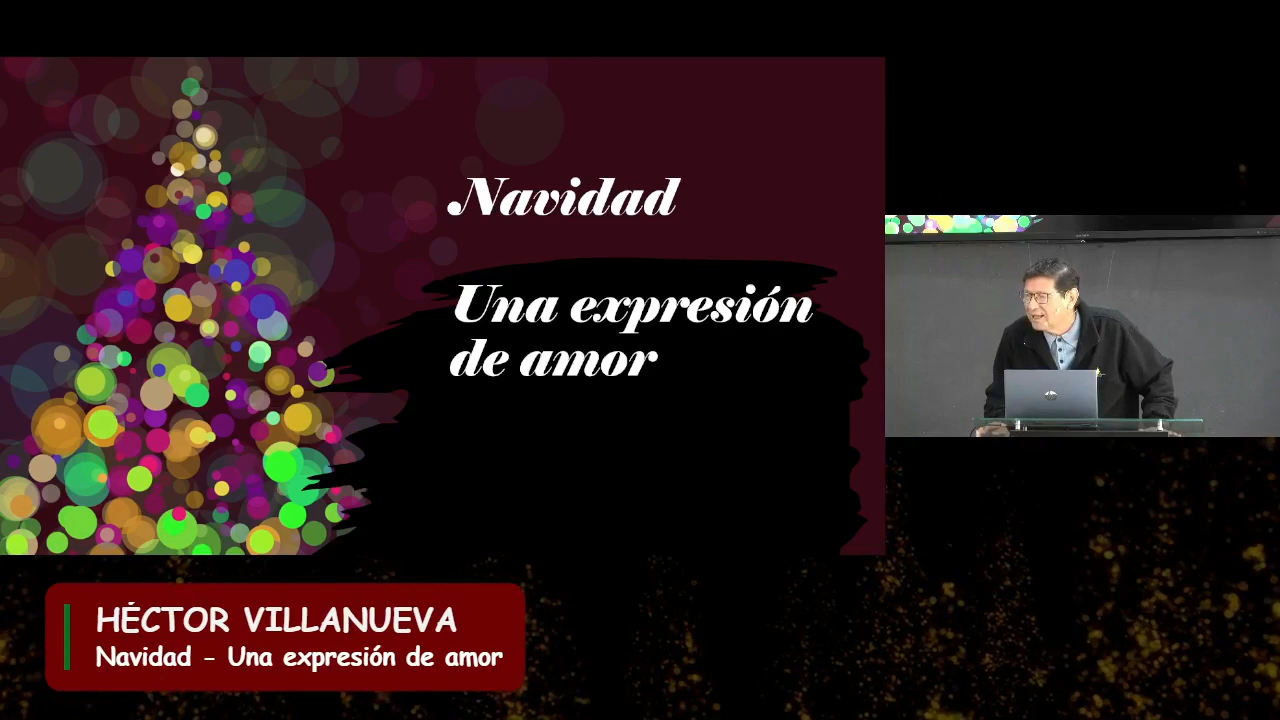 Navidad
Una expresión
de amor
HÉCTOR VILLANUEVA
Navidad - Una expresión de amor